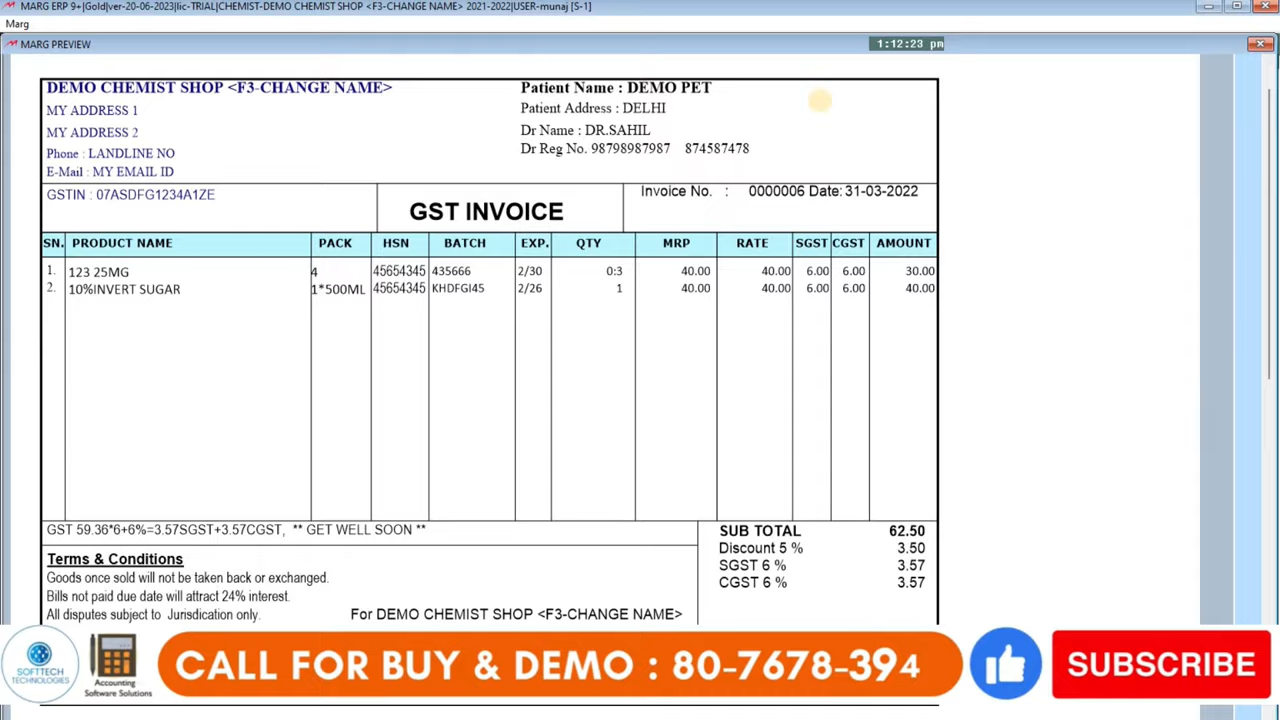 MARG ERP 9+|Gold|ver-20-06-2023|lic-TRIAL|CHEMIST-DEMO CHEMIST SHOP <F3-CHANGE NAME> 2021-2022|USER-munaj [S-1]
Marg
MARG PREVIEW 1:12:23 pm
DEMO CHEMIST SHOP <F3-CHANGE NAME>
MY ADDRESS 1
MY ADDRESS 2
Phone : LANDLINE NO
E-Mail : MY EMAIL ID
Patient Name : DEMO PET
Patient Address : DELHI
Dr Name : DR.SAHIL
Dr Reg No. 98798987987 874587478
GSTIN : 07ASDFG1234A1ZE
GST INVOICE
Invoice No. : 0000006 Date: 31-03-2022
SN. PRODUCT NAME PACK HSN BATCH EXP. QTY MRP RATE SGST CGST AMOUNT
1. 123 25MG 4 45654345 435666 2/30 0:3 40.00 40.00 6.00 6.00 30.00
2. 10%INVERT SUGAR 1*500ML 45654345 KHDFGI45 2/26 1 40.00 40.00 6.00 6.00 40.00
GST 59.36*6+6%=3.57SGST+3.57CGST, ** GET WELL SOON **
Terms & Conditions
Goods once sold will not be taken back or exchanged.
Bills not paid due date will attract 24% interest.
All disputes subject to Jurisdication only.
For DEMO CHEMIST SHOP <F3-CHANGE NAME>
SUB TOTAL 62.50
Discount 5 % 3.50
SGST 6 % 3.57
CGST 6 % 3.57
SOFTTECH
TECHNOLOGIES
Accounting
Software Solutions
CALL FOR BUY & DEMO : 80-7678-394
SUBSCRIBE